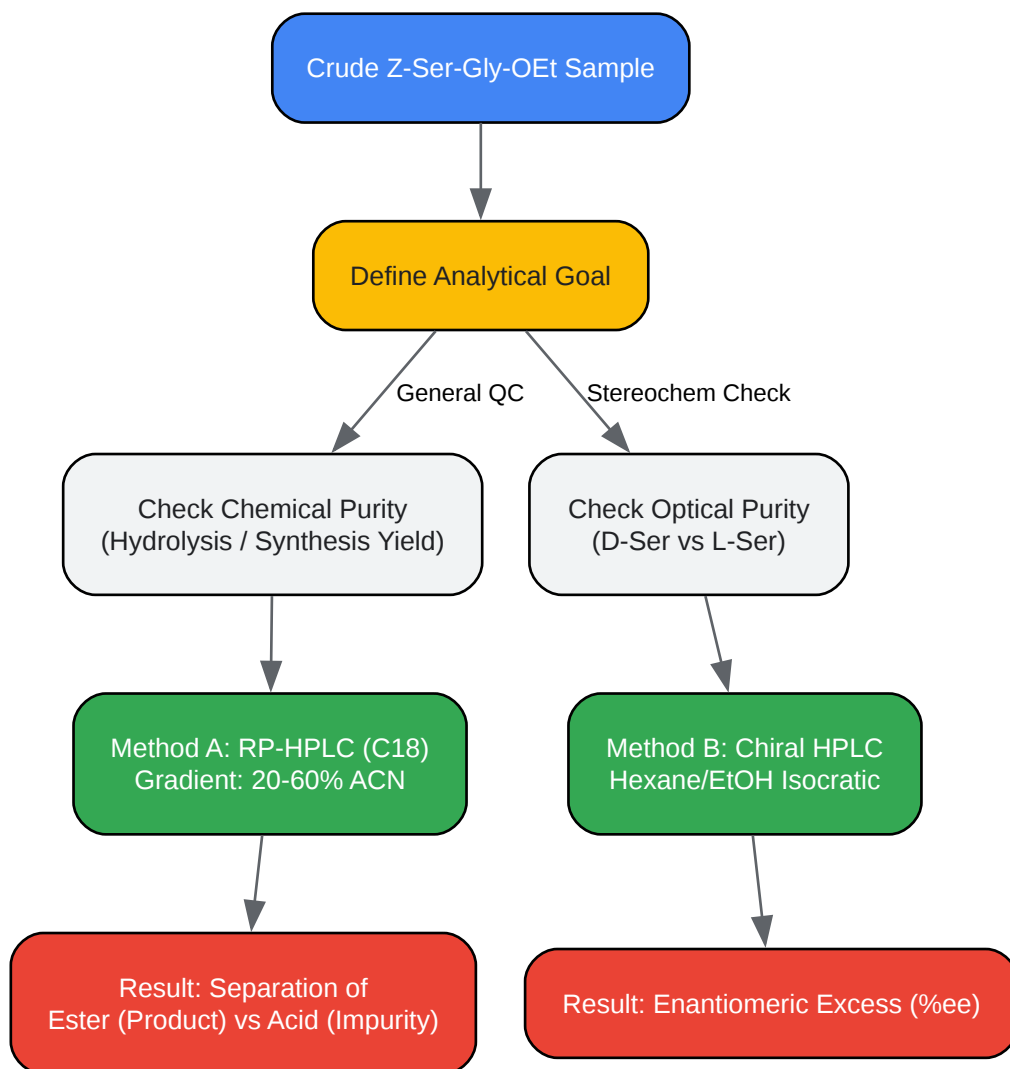 Crude Z-Ser-Gly-OEt Sample
Define Analytical Goal
General QC
Stereochem Check
Check Chemical Purity
(Hydrolysis / Synthesis Yield)
Check Optical Purity
(D-Ser vs L-Ser)
Method A: RP-HPLC (C18)
Gradient: 20-60% ACN
Method B: Chiral HPLC
Hexane/EtOH Isocratic
Result: Separation of
Ester (Product) vs Acid (Impurity)
Result: Enantiomeric Excess (%ee)